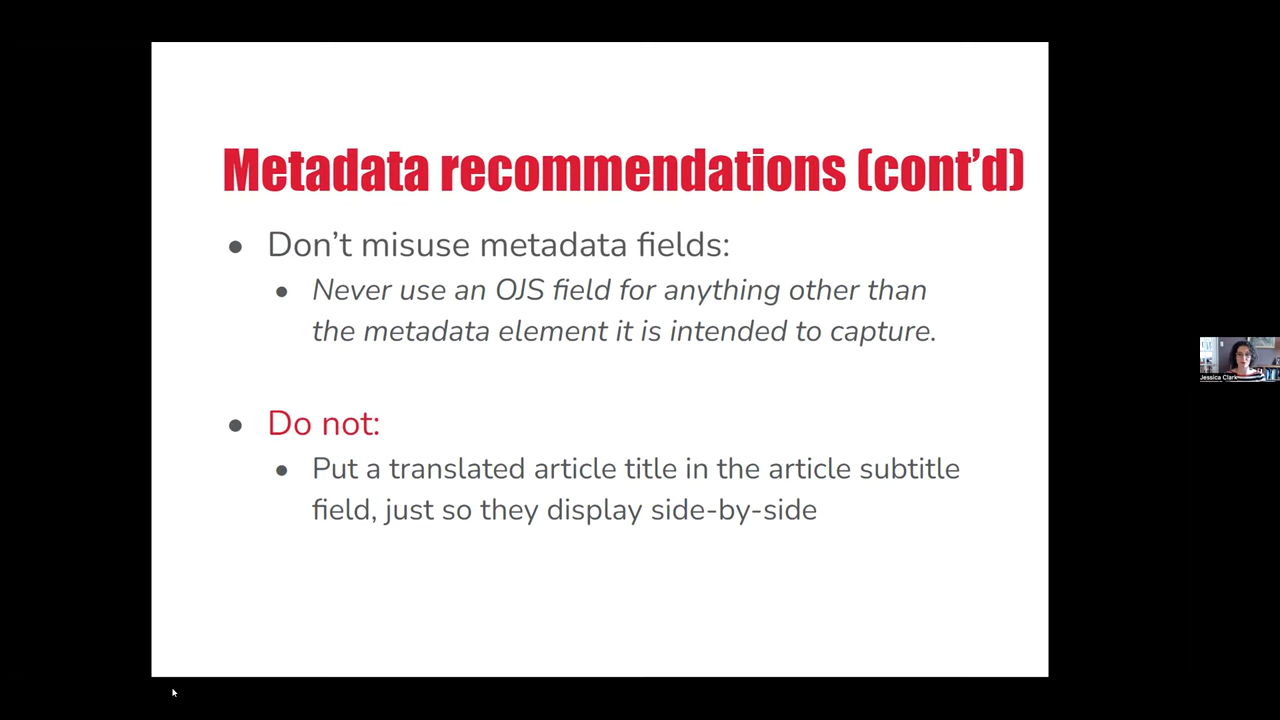 Metadata recommendations (cont’d)
Don’t misuse metadata fields:
Never use an OJS field for anything other than
the metadata element it is intended to capture.
Do not:
Put a translated article title in the article subtitle
field, just so they display side-by-side
Jessica Clark